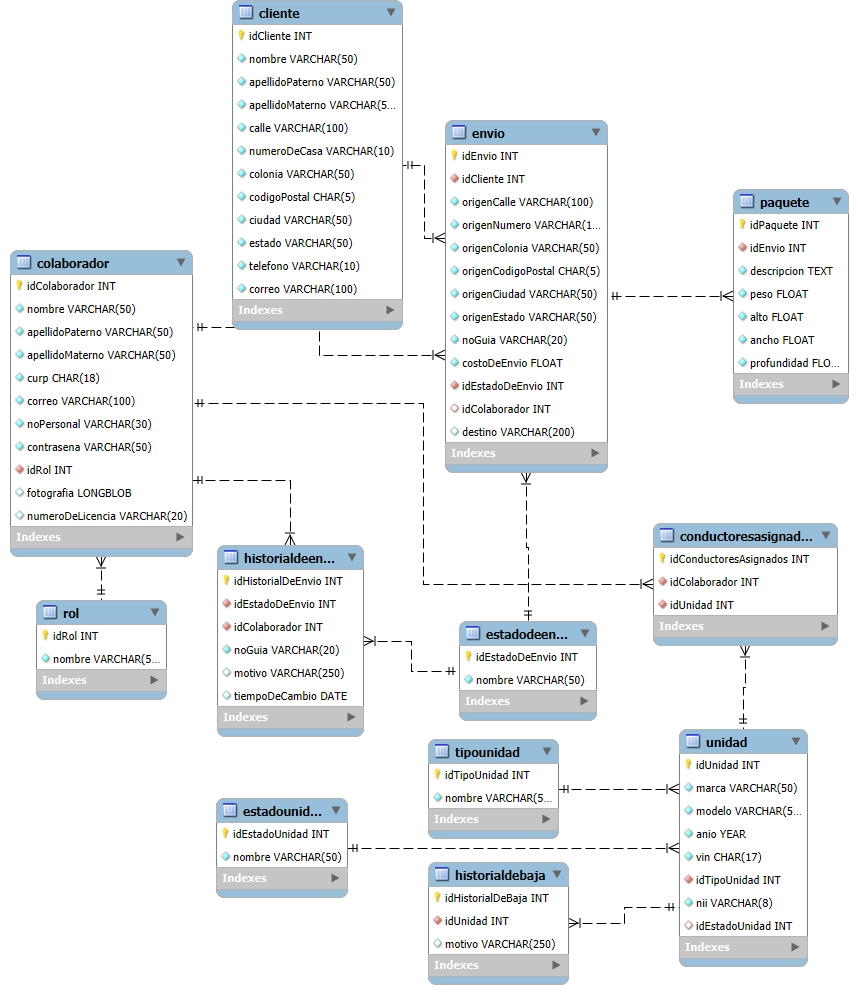 cliente
idCliente INT
nombre VARCHAR(50)
apellidoPaterno VARCHAR(50)
apellidoMaterno VARCHAR(5...
calle VARCHAR(100)
numeroDeCasa VARCHAR(10)
colonia VARCHAR(50)
codigoPostal CHAR(5)
ciudad VARCHAR(50)
estado VARCHAR(50)
telefono VARCHAR(10)
correo VARCHAR(100)
Indexes
envio
idEnvio INT
idCliente INT
origenCalle VARCHAR(100)
origenNumero VARCHAR(1...
origenColonia VARCHAR(50)
origenCodigoPostal CHAR(5)
origenCiudad VARCHAR(50)
origenEstado VARCHAR(50)
noGuia VARCHAR(20)
costoDeEnvio FLOAT
idEstadoDeEnvio INT
idColaborador INT
destino VARCHAR(200)
Indexes
paquete
idPaquete INT
idEnvio INT
descripcion TEXT
peso FLOAT
alto FLOAT
ancho FLOAT
profundidad FLO...
Indexes
colaborador
idColaborador INT
nombre VARCHAR(50)
apellidoPaterno VARCHAR(50)
apellidoMaterno VARCHAR(50)
curp CHAR(18)
correo VARCHAR(100)
noPersonal VARCHAR(30)
contrasena VARCHAR(50)
idRol INT
fotografia LONGBLOB
numeroDeLicencia VARCHAR(20)
Indexes
conductoresasignad...
idConductoresAsignados INT
idColaborador INT
idUnidad INT
Indexes
historialdeen...
idHistorialDeEnvio INT
idEstadoDeEnvio INT
idColaborador INT
noGuia VARCHAR(20)
motivo VARCHAR(250)
tiempoDeCambio DATE
Indexes
rol
idRol INT
nombre VARCHAR(5...
Indexes
estadodeen...
idEstadoDeEnvio INT
nombre VARCHAR(50)
Indexes
tipounidad
idTipoUnidad INT
nombre VARCHAR(5...
Indexes
unidad
idUnidad INT
marca VARCHAR(50)
modelo VARCHAR(5...
anio YEAR
vin CHAR(17)
idTipoUnidad INT
nii VARCHAR(8)
idEstadoUnidad INT
Indexes
estadounid...
idEstadoUnidad INT
nombre VARCHAR(50)
Indexes
historialdebaja
idHistorialDeBaja INT
idUnidad INT
motivo VARCHAR(250)
Indexes